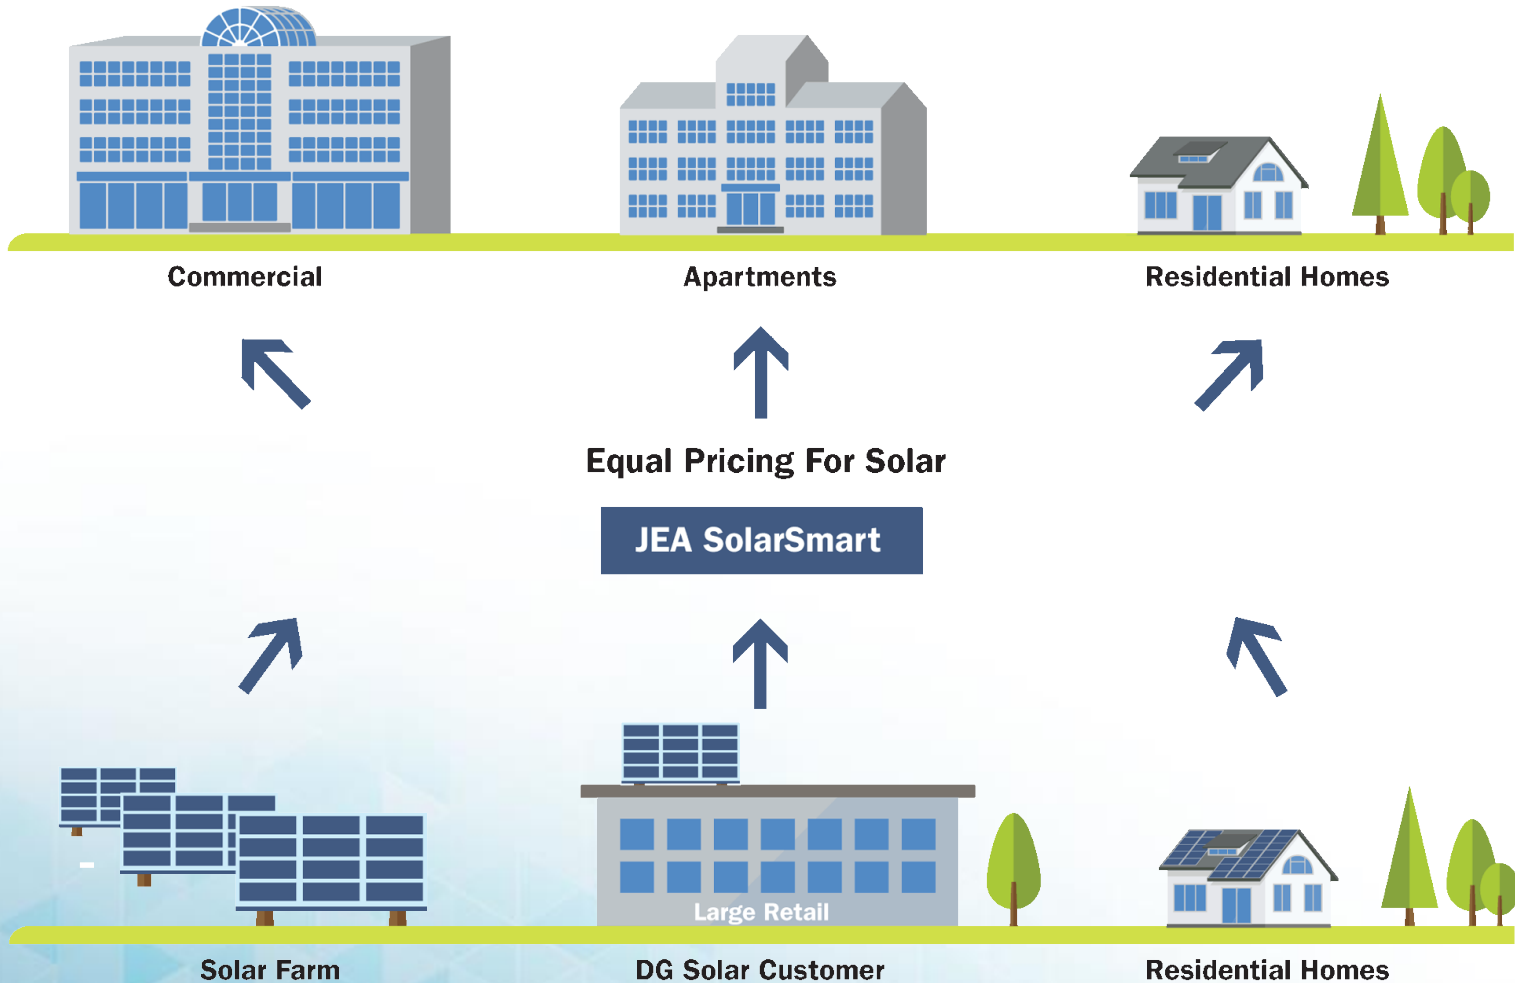 Commercial
Apartments
Residential Homes
Equal Pricing For Solar
JEA SolarSmart
Large Retail
Solar Farm
DG Solar Customer
Residential Homes